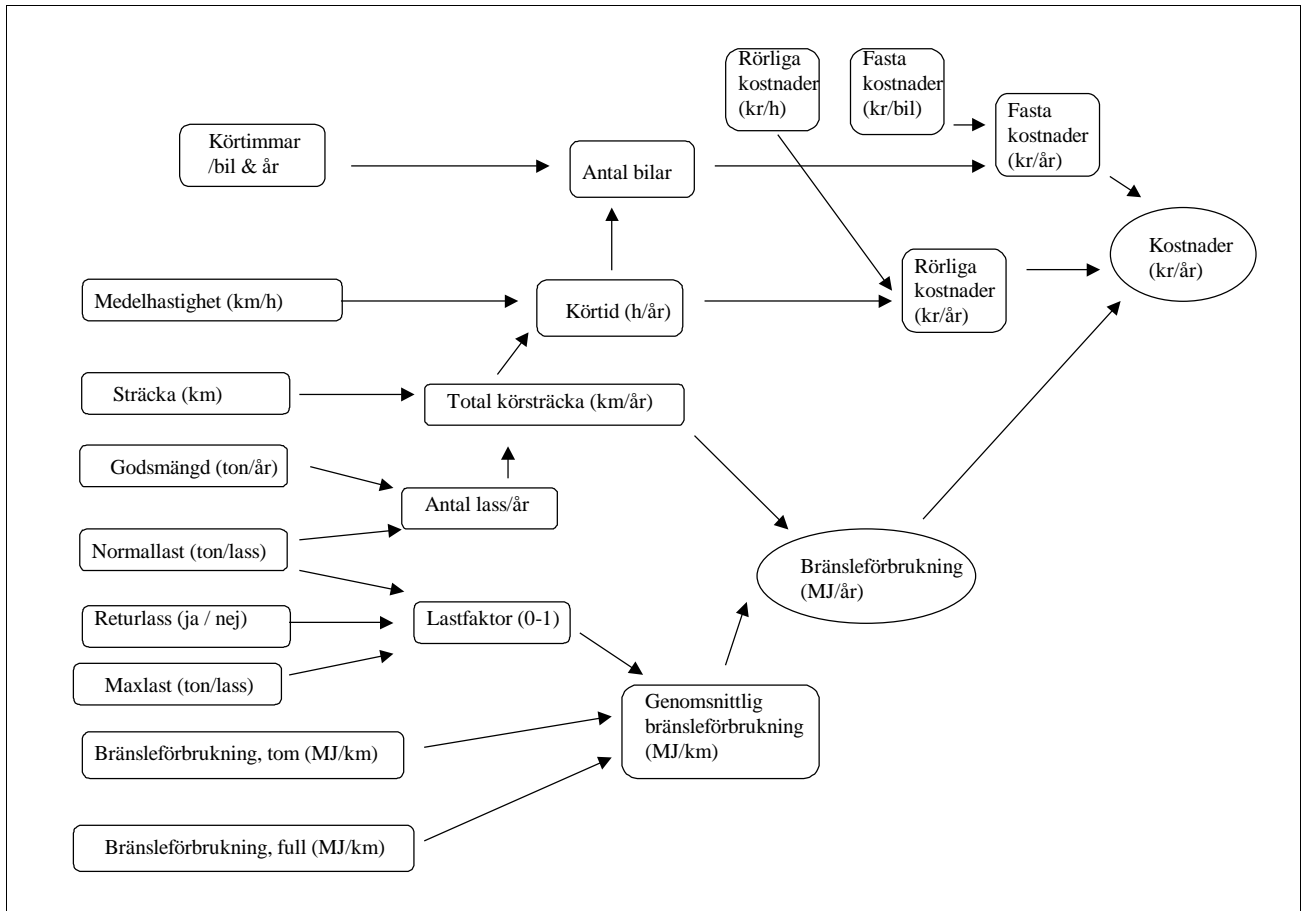 Rörliga
kostnader
(kr/h)
Fasta
kostnader
(kr/bil)
Fasta
kostnader
(kr/år)
Körtimmar
/bil & år
Antal bilar
Kostnader
(kr/år)
Rörliga
kostnader
(kr/år)
Medelhastighet (km/h)
Körtid (h/år)
Sträcka (km)
Total körsträcka (km/år)
Godsmängd (ton/år)
Antal lass/år
Normallast (ton/lass)
Bränsleförbrukning
(MJ/år)
Returlass (ja / nej)
Lastfaktor (0-1)
Maxlast (ton/lass)
Genomsnittlig
bränsleförbrukning
(MJ/km)
Bränsleförbrukning, tom (MJ/km)
Bränsleförbrukning, full (MJ/km)